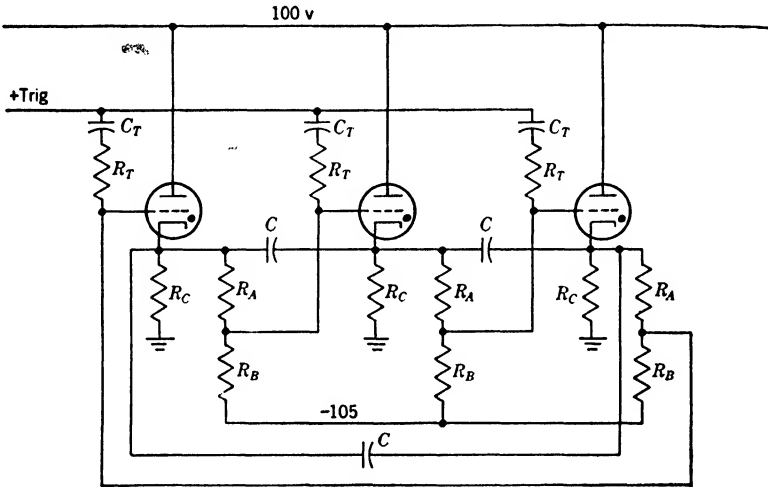 100 v
+Trig
C_T C_T C_T
R_T R_T R_T
C C
R_C R_A R_C R_A R_C R_A
R_B R_B R_B
-105
C